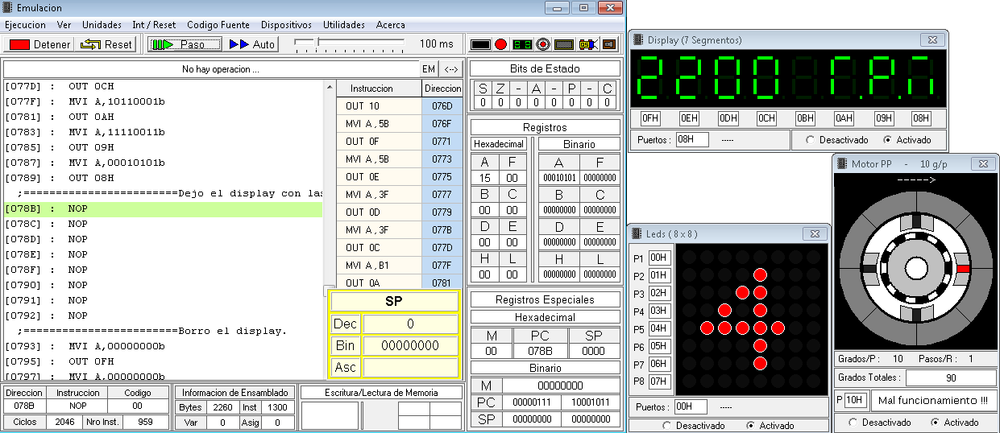 Emulacion
Ejecucion Ver Unidades Int / Reset Codigo Fuente Dispositivos Utilidades Acerca
Detener Reset Paso Auto 100 ms
No hay operacion ... EM <-->
[077D] : OUT 0CH
[077F] : MVI A,10110001b
[0781] : OUT 0AH
[0783] : MVI A,11110011b
[0785] : OUT 09H
[0787] : MVI A,00010101b
[0789] : OUT 08H
;========================Dejo el display con las
[078B] : NOP
[078C] : NOP
[078D] : NOP
[078E] : NOP
[078F] : NOP
[0790] : NOP
[0791] : NOP
[0792] : NOP
;========================Borro el display.
[0793] : MVI A,00000000b
[0795] : OUT 0FH
[0797] : MVI A,00000000b
Instruccion Direccion
OUT 10 076D
MVI A,5B 076F
OUT 0F 0771
MVI A,5B 0773
OUT 0E 0775
MVI A,3F 0777
OUT 0D 0779
MVI A,3F 077B
OUT 0C 077D
MVI A,B1 077F
OUT 0A 0781
SP
Dec 0
Bin 00000000
Asc
Direccion Instruccion Codigo
078B NOP 00
Ciclos 2046 Nro Inst. 959
Informacion de Ensamblado
Bytes 2260 Inst 1300
Var 0 Asig 0
Escritura/Lectura de Memoria
Bits de Estado
S Z - A - P - C
0 0 0 0 0 0 0 0
Registros
Hexadecimal Binario
A F A F
15 00 00010101 00000000
B C B C
00 00 00000000 00000000
D E D E
00 00 00000000 00000000
H L H L
00 00 00000000 00000000
Registros Especiales
Hexadecimal
M PC SP
00 078B 0000
Binario
M 00000000
PC 00000111 10001011
SP 00000000 00000000
Display (7 Segmentos)
2200 r.P.n
0FH 0EH 0DH 0CH 0BH 0AH 09H 08H
Puertos : 08H ----- Desactivado Activado
Leds ( 8 x 8 )
P1 00H
P2 01H
P3 02H
P4 03H
P5 04H
P6 05H
P7 06H
P8 07H
Puertos : 00H -----
Desactivado Activado
Motor PP - 10 g/p
----->
Grados/P : 10 Pasos/R : 1
Grados Totales : 90
P 10H Mal funcionamiento !!!
Desactivado Activado